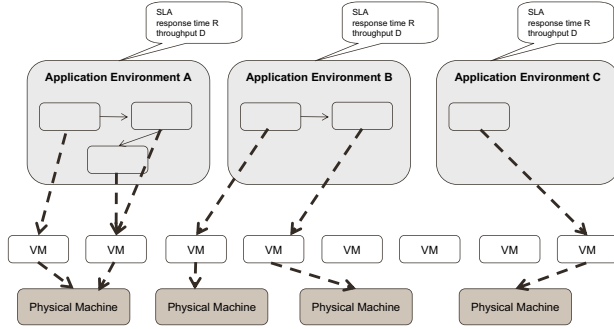 SLA
response time R
throughput D
SLA
response time R
throughput D
SLA
response time R
throughput D
Application Environment A
Application Environment B
Application Environment C
VM
VM
VM
VM
VM
VM
VM
VM
Physical Machine
Physical Machine
Physical Machine
Physical Machine